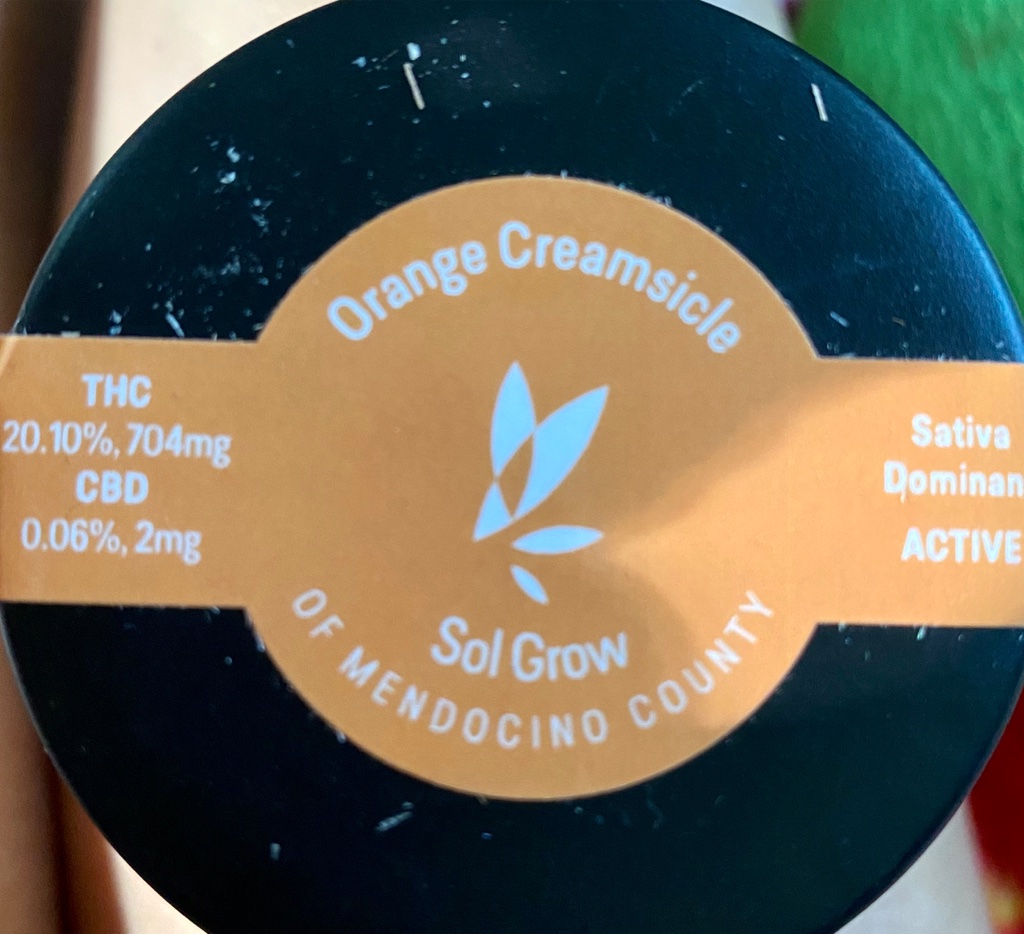 Orange Creamsicle
THC
20.10%, 704mg
CBD
0.06%, 2mg
Sativa
Dominan
ACTIVE
Sol Grow
OF MENDOCINO COUNTY